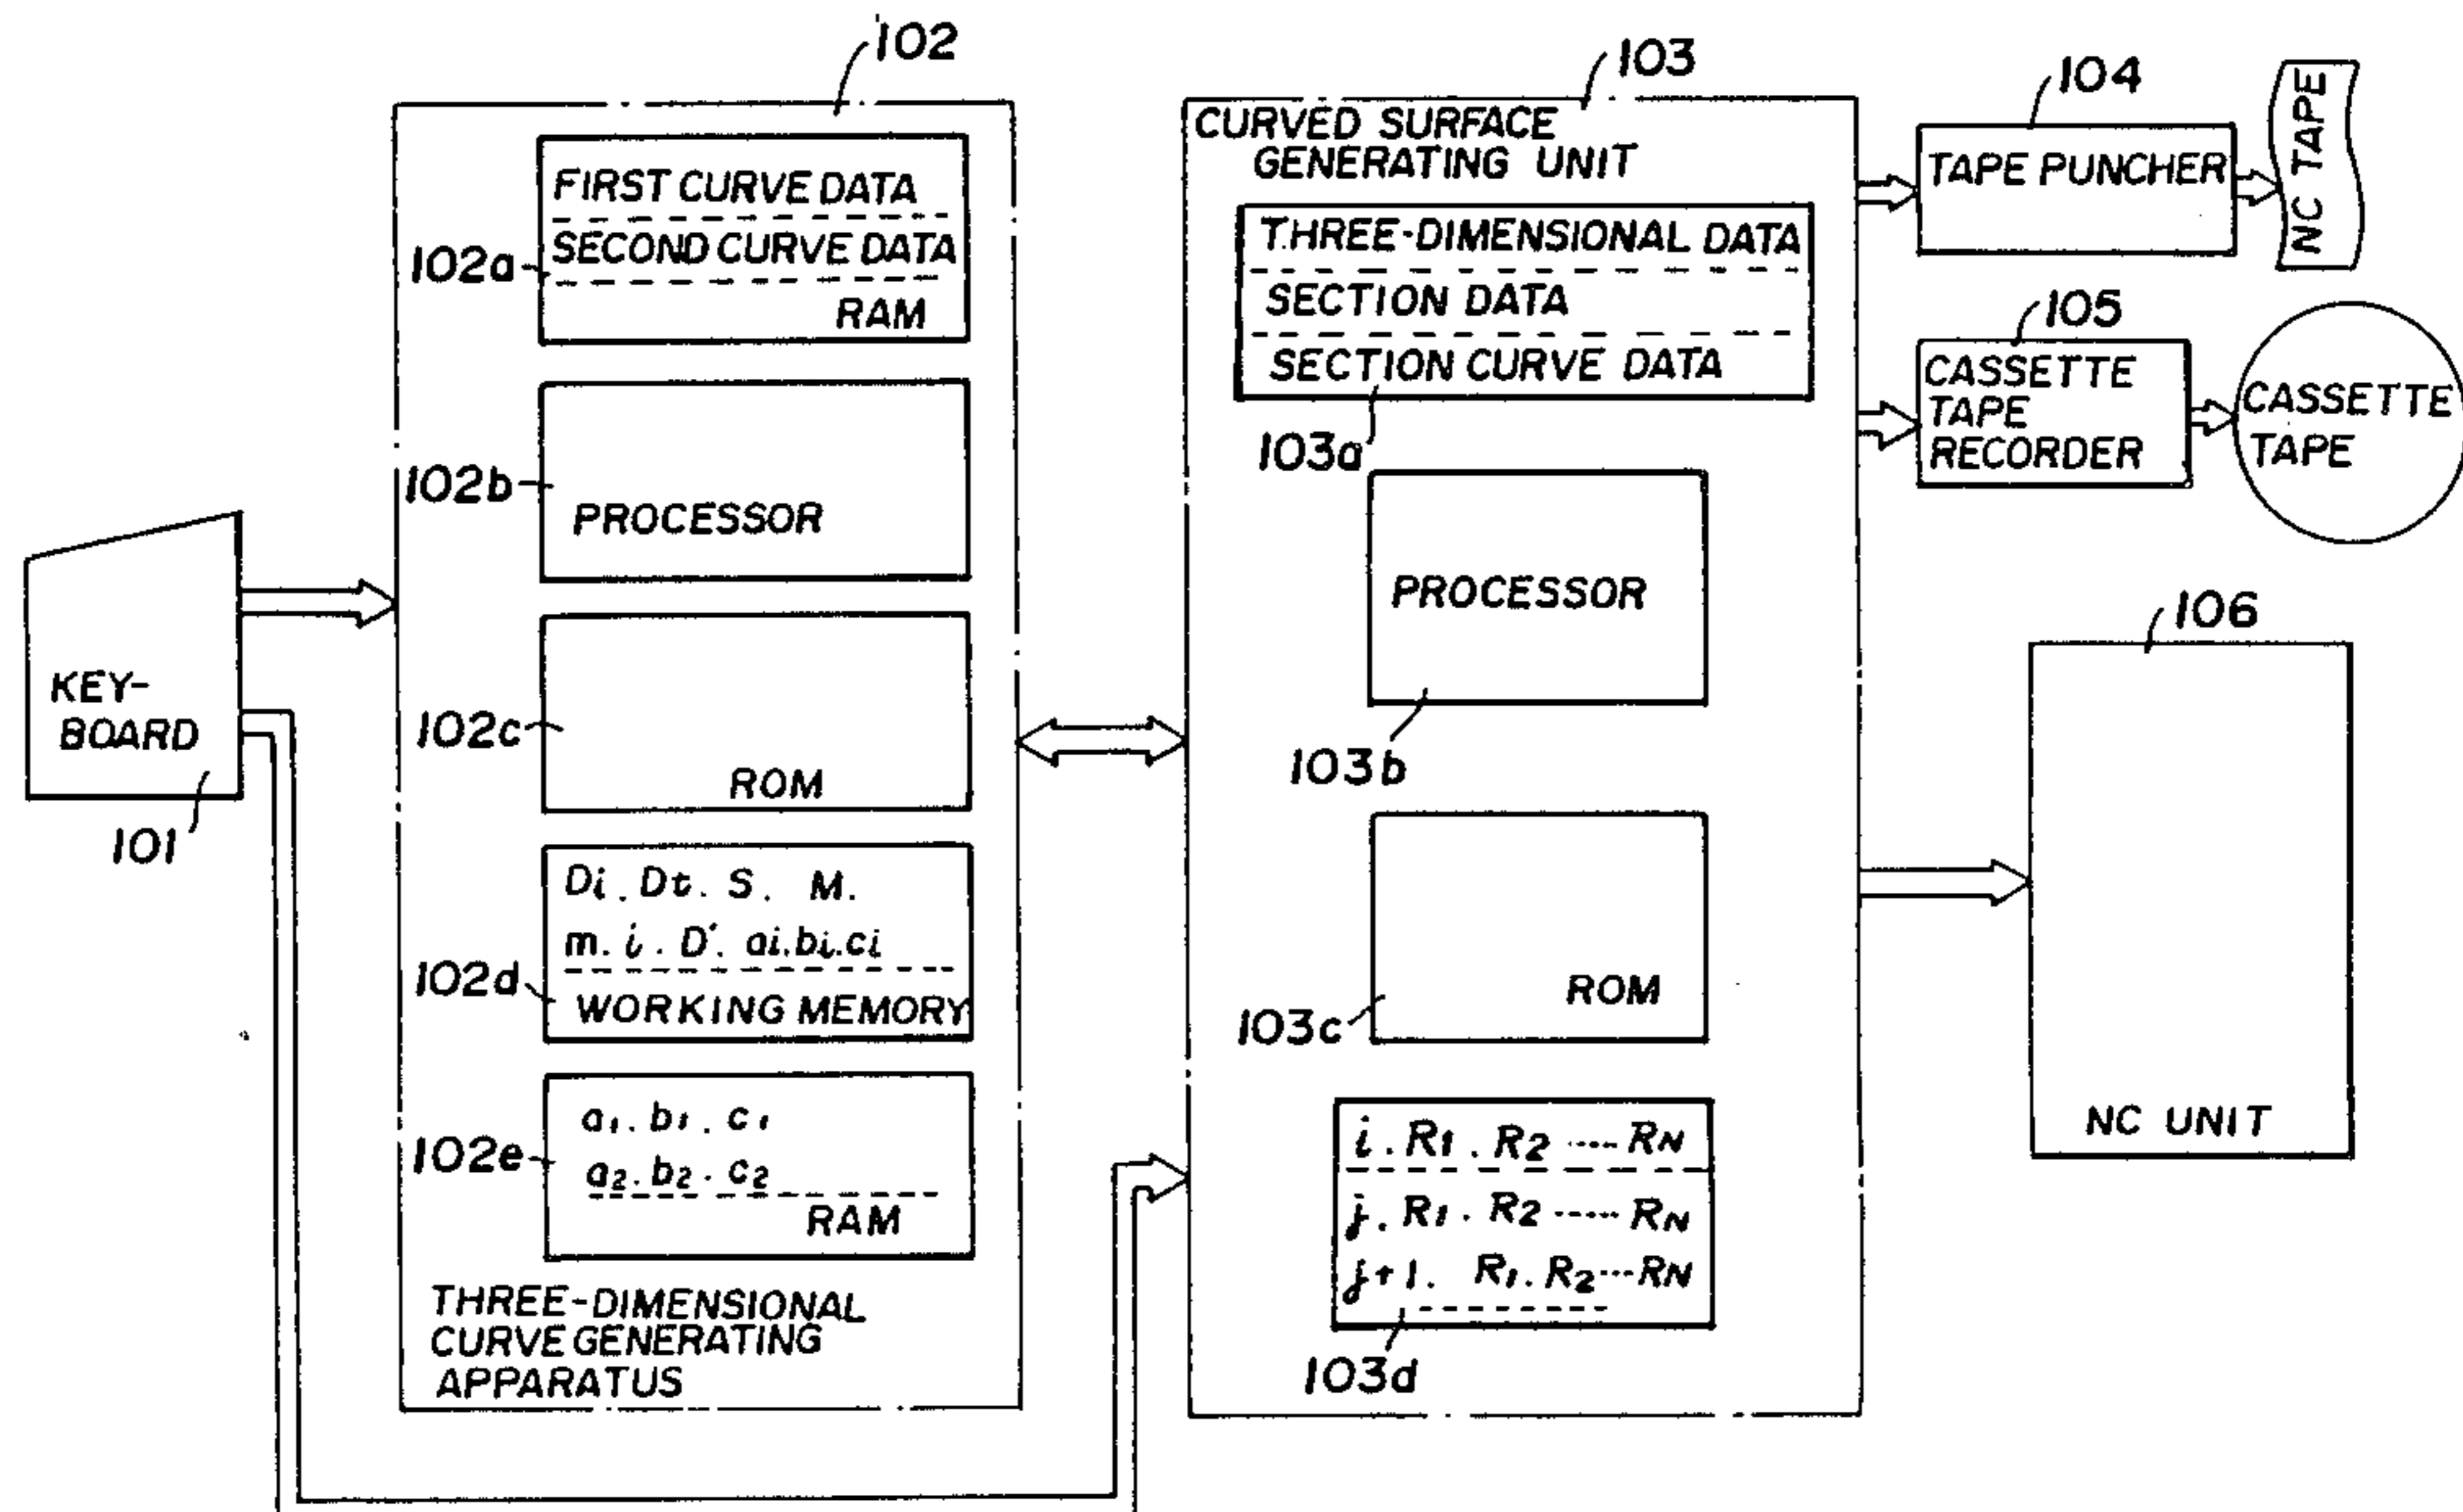 102
FIRST CURVE DATA
SECOND CURVE DATA
RAM
102a
PROCESSOR
102b
ROM
102c
Di. Dt. S. M.
m. i. D'. ai. bi. ci
WORKING MEMORY
102d
a1. b1. c1
a2. b2. c2
RAM
102e
THREE-DIMENSIONAL
CURVE GENERATING
APPARATUS
KEY-
BOARD
101
103
CURVED SURFACE
GENERATING UNIT
THREE-DIMENSIONAL DATA
SECTION DATA
SECTION CURVE DATA
103a
PROCESSOR
103b
ROM
103c
i. R1. R2 ---- RN
j. R1. R2 ----- RN
j+1. R1. R2 --- RN
103d
104
TAPE PUNCHER
NC TAPE
105
CASSETTE
TAPE
RECORDER
CASSETTE
TAPE
106
NC UNIT